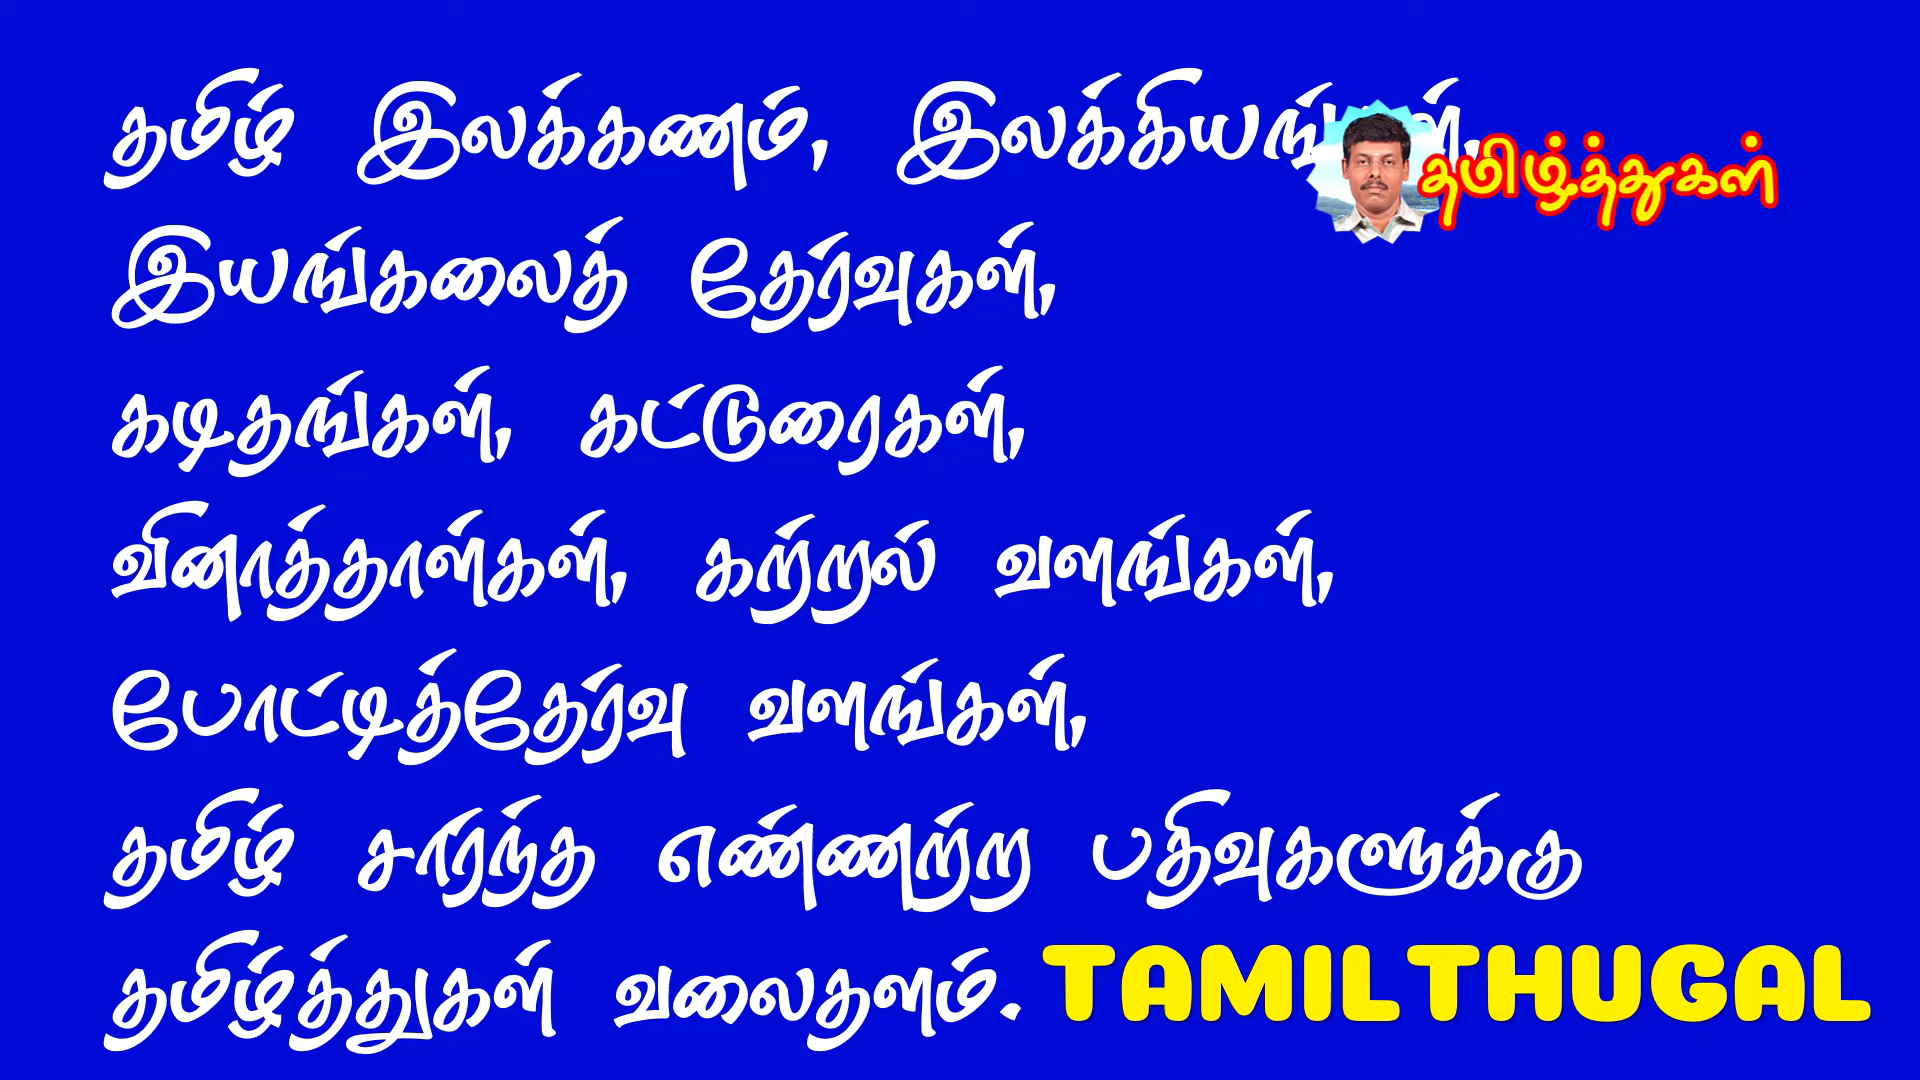 தமிழ் இலக்கணம், இலக்கியங்கள்,
தமிழ்த்துகள்
இயங்கலைத் தேர்வுகள்,
கடிதங்கள், கட்டுரைகள்,
வினாத்தாள்கள், கற்றல் வளங்கள்,
போட்டித்தேர்வு வளங்கள்,
தமிழ் சார்ந்த எண்ணற்ற பதிவுகளுக்கு
தமிழ்த்துகள் வலைதளம். TAMILTHUGAL